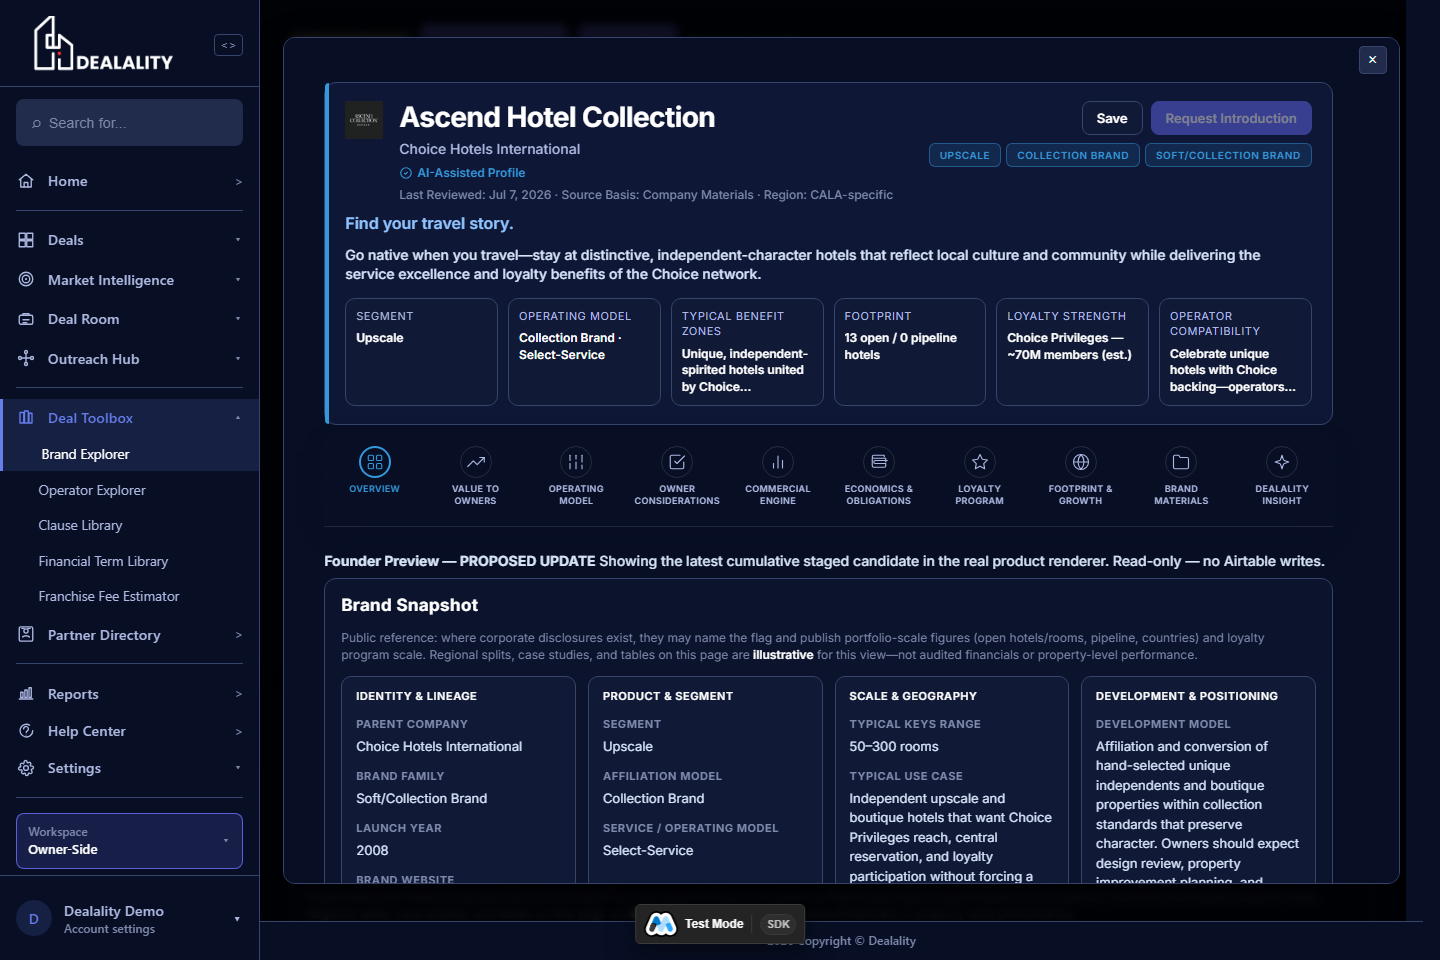 DEALALITY
< >
Search for...
Home
Deals
Market Intelligence
Deal Room
Outreach Hub
Deal Toolbox
Brand Explorer
Operator Explorer
Clause Library
Financial Term Library
Franchise Fee Estimator
Partner Directory
Reports
Help Center
Settings
Workspace
Owner-Side
D
Dealality Demo
Account settings
×
ASCEND
COLLECTION
Ascend Hotel Collection
Choice Hotels International
AI-Assisted Profile
Last Reviewed: Jul 7, 2026 · Source Basis: Company Materials · Region: CALA-specific
Save
Request Introduction
UPSCALE
COLLECTION BRAND
SOFT/COLLECTION BRAND
Find your travel story.
Go native when you travel—stay at distinctive, independent-character hotels that reflect local culture and community while delivering the
service excellence and loyalty benefits of the Choice network.
SEGMENT
Upscale
OPERATING MODEL
Collection Brand ·
Select-Service
TYPICAL BENEFIT
ZONES
Unique, independent-
spirited hotels united
by Choice...
FOOTPRINT
13 open / 0 pipeline
hotels
LOYALTY STRENGTH
Choice Privileges —
~70M members (est.)
OPERATOR
COMPATIBILITY
Celebrate unique
hotels with Choice
backing—operators...
OVERVIEW
VALUE TO
OWNERS
OPERATING
MODEL
OWNER
CONSIDERATIONS
COMMERCIAL
ENGINE
ECONOMICS &
OBLIGATIONS
LOYALTY
PROGRAM
FOOTPRINT &
GROWTH
BRAND
MATERIALS
DEALALITY
INSIGHT
Founder Preview — PROPOSED UPDATE Showing the latest cumulative staged candidate in the real product renderer. Read-only — no Airtable writes.
Brand Snapshot
Public reference: where corporate disclosures exist, they may name the flag and publish portfolio-scale figures (open hotels/rooms, pipeline, countries) and loyalty
program scale. Regional splits, case studies, and tables on this page are illustrative for this view—not audited financials or property-level performance.
IDENTITY & LINEAGE
PARENT COMPANY
Choice Hotels International
BRAND FAMILY
Soft/Collection Brand
LAUNCH YEAR
2008
BRAND WEBSITE
PRODUCT & SEGMENT
SEGMENT
Upscale
AFFILIATION MODEL
Collection Brand
SERVICE / OPERATING MODEL
Select-Service
SCALE & GEOGRAPHY
TYPICAL KEYS RANGE
50–300 rooms
TYPICAL USE CASE
Independent upscale and
boutique hotels that want Choice
Privileges reach, central
reservation, and loyalty
participation without forcing a
DEVELOPMENT & POSITIONING
DEVELOPMENT MODEL
Affiliation and conversion of
hand-selected unique
independents and boutique
properties within collection
standards that preserve
character. Owners should expect
design review, property
improvement planning, and
Test Mode
SDK
Copyright © Dealality